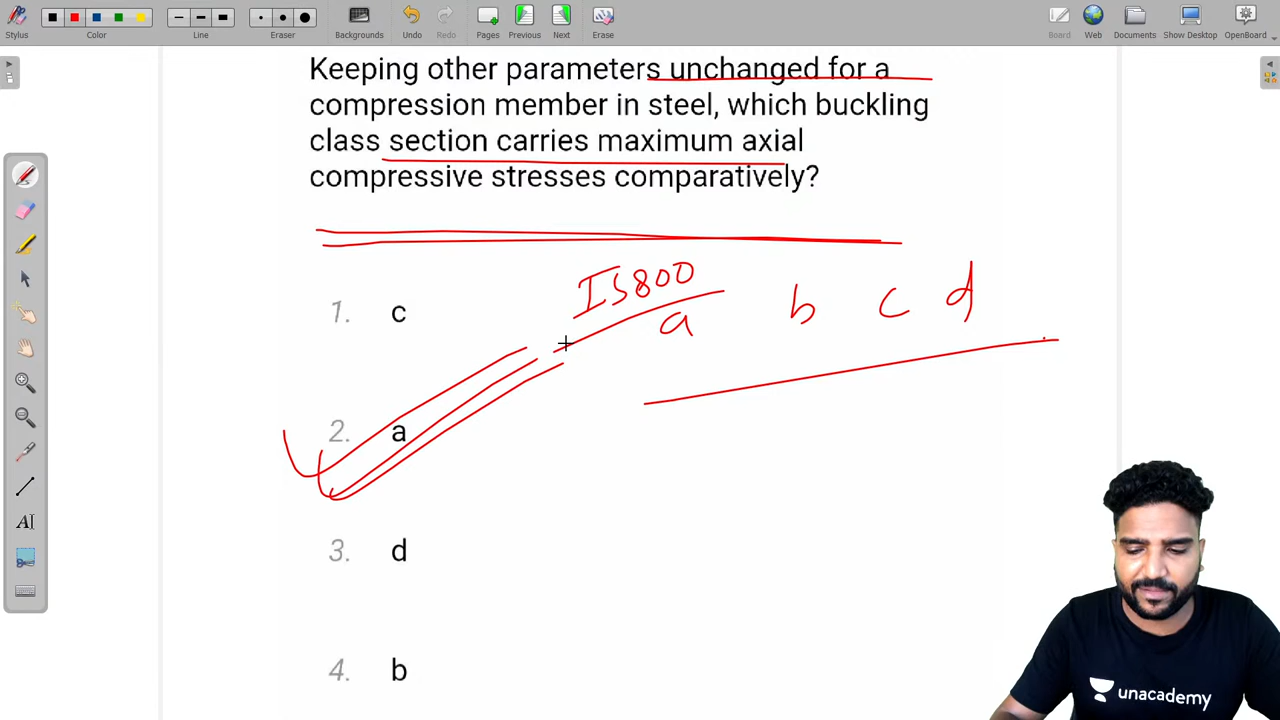 Stylus
Color
Line
Eraser
Backgrounds
Undo
Redo
Pages
Previous
Next
Erase
Board
Web
Documents
Show Desktop
OpenBoard
Keeping other parameters unchanged for a
compression member in steel, which buckling
class section carries maximum axial
compressive stresses comparatively?
IS800
a b c d
1. c
2. a
3. d
4. b
AI
unacademy